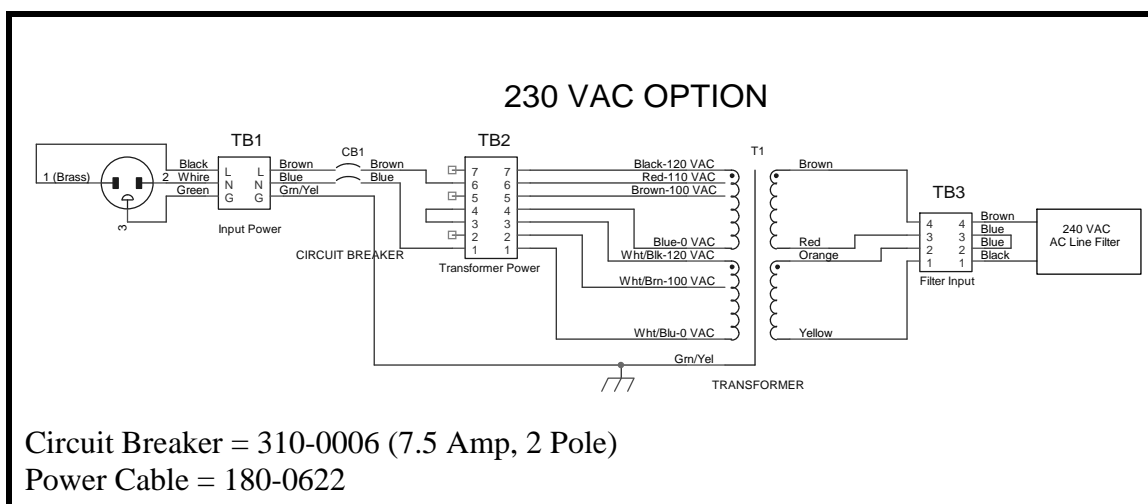 230 VAC OPTION
TB1
CB1
TB2
T1
TB3
1 (Brass)
2
3
Black
Whire
Green
L L
N N
G G
Brown
Blue
Grn/Yel
Brown
Blue
Input Power
CIRCUIT BREAKER
7 7
6 6
5 5
4 4
3 3
2 2
1 1
Transformer Power
Black-120 VAC
Red-110 VAC
Brown-100 VAC
Blue-0 VAC
Wht/Blk-120 VAC
Wht/Brn-100 VAC
Wht/Blu-0 VAC
Grn/Yel
TRANSFORMER
Brown
Red
Orange
Yellow
4 4
3 3
2 2
1 1
Filter Input
Brown
Blue
Blue
Black
240 VAC
AC Line Filter
Circuit Breaker = 310-0006 (7.5 Amp, 2 Pole)
Power Cable = 180-0622